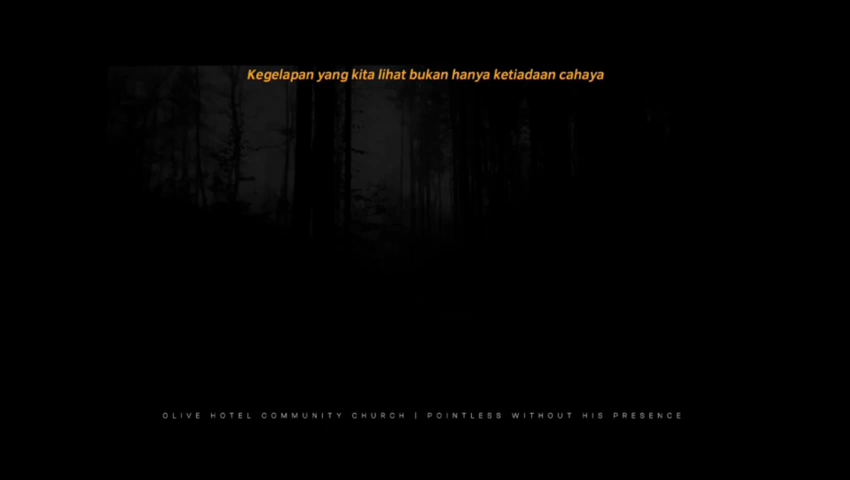 Kegelapan yang kita lihat bukan hanya ketiadaan cahaya
OLIVE HOTEL COMMUNITY CHURCH | POINTLESS WITHOUT HIS PRESENCE